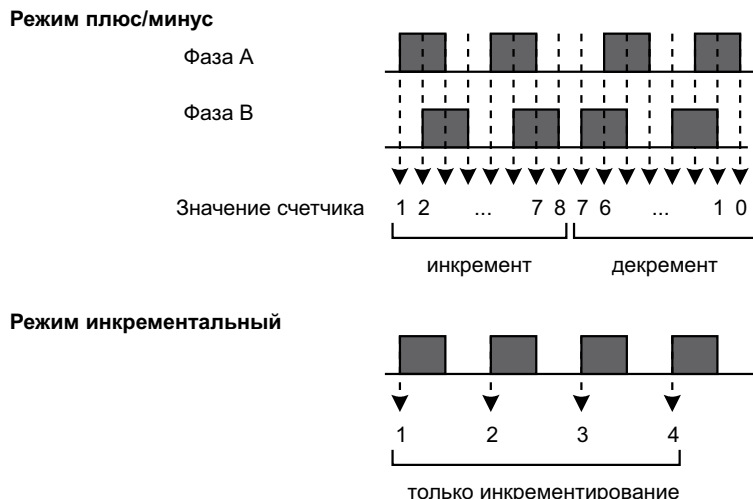 Режим плюс/минус
Фаза А
Фаза В
Значение счетчика 1 2 ... 7 8 7 6 ... 1 0
инкремент декремент
Режим инкрементальный
1 2 3 4
только инкрементирование